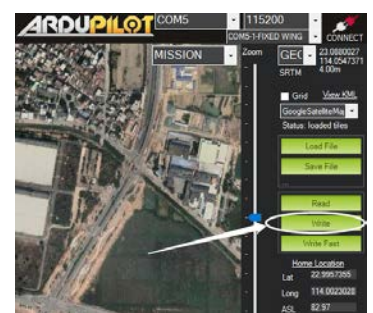 ARDUPILOT COM5 115200
COM5-1-FIXED WING CONNECT
MISSION Zoom GEO 23.0880027
114.0547371
SRTM 4.00m
Grid View KML
GoogleSatelliteMap
Status: loaded tiles
Load File
Save File
...
Read
Write
Write Fast
Home Location
Lat 22.9957355
Long 114.0023028
ASL 82.97